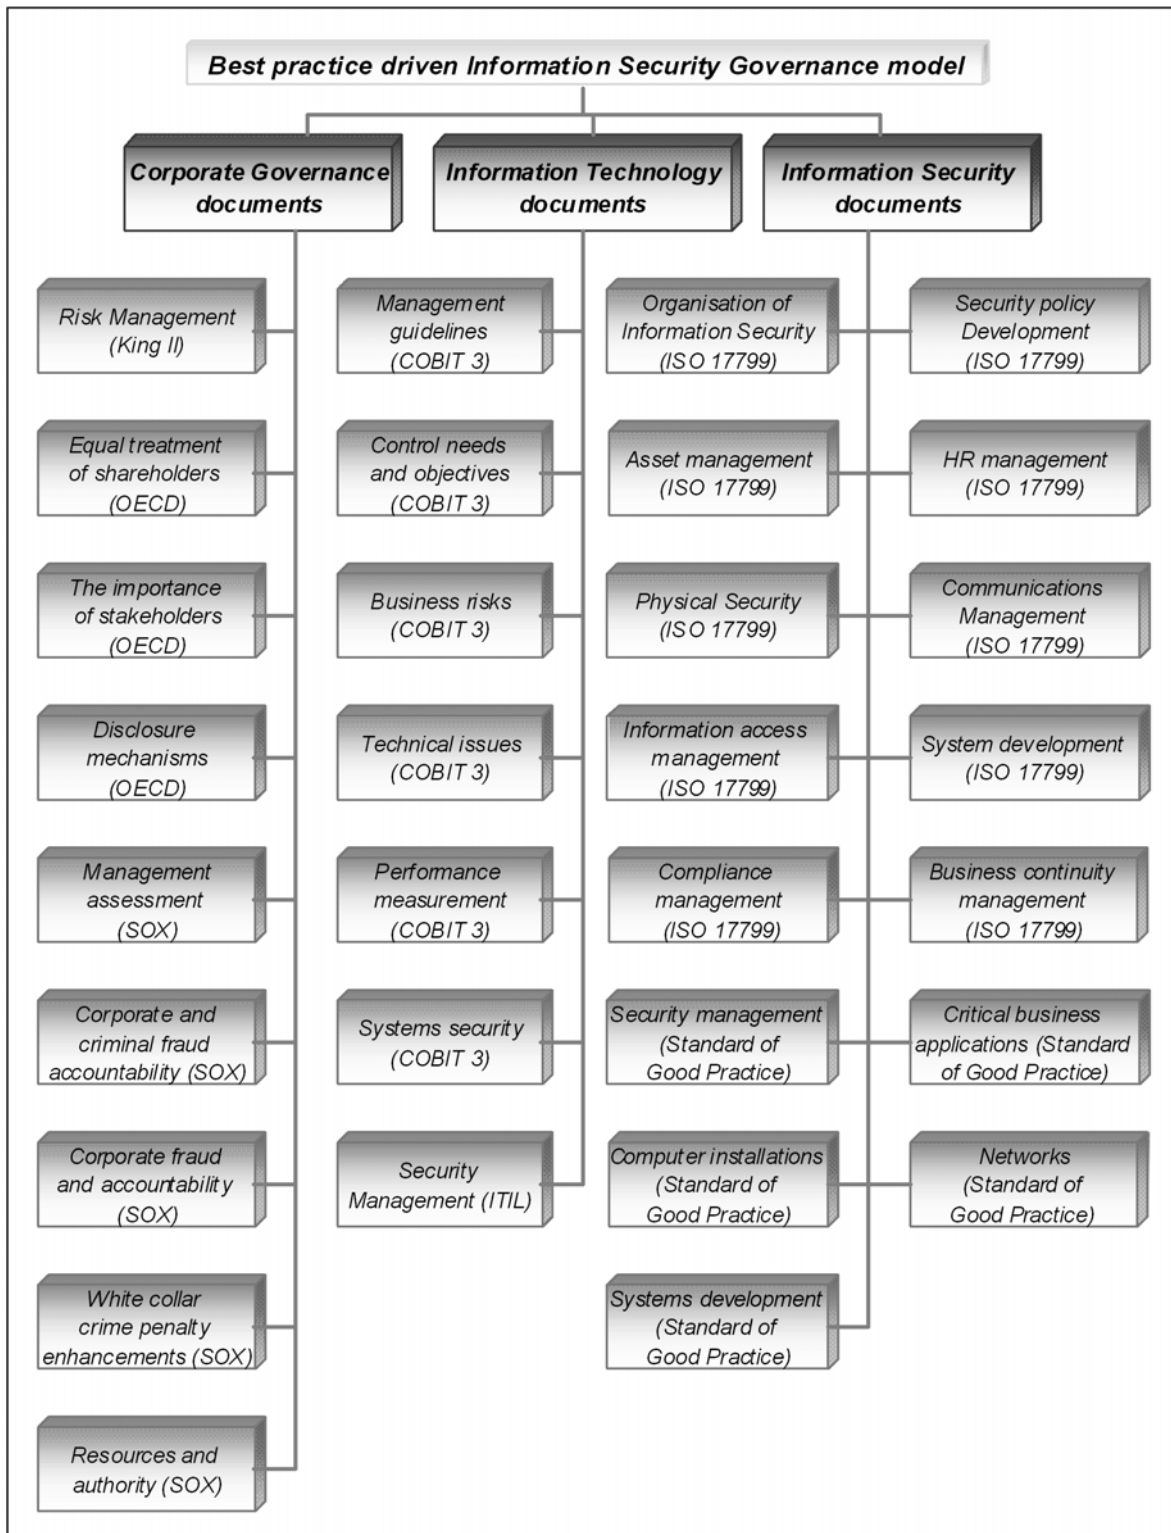 Best practice driven Information Security Governance model
Corporate Governance
documents
Information Technology
documents
Information Security
documents
Risk Management
(King II)
Equal treatment
of shareholders
(OECD)
The importance
of stakeholders
(OECD)
Disclosure
mechanisms
(OECD)
Management
assessment
(SOX)
Corporate and
criminal fraud
accountability (SOX)
Corporate fraud
and accountability
(SOX)
White collar
crime penalty
enhancements (SOX)
Resources and
authority (SOX)
Management
guidelines
(COBIT 3)
Control needs
and objectives
(COBIT 3)
Business risks
(COBIT 3)
Technical issues
(COBIT 3)
Performance
measurement
(COBIT 3)
Systems security
(COBIT 3)
Security
Management (ITIL)
Organisation of
Information Security
(ISO 17799)
Asset management
(ISO 17799)
Physical Security
(ISO 17799)
Information access
management
(ISO 17799)
Compliance
management
(ISO 17799)
Security management
(Standard of
Good Practice)
Computer installations
(Standard of
Good Practice)
Systems development
(Standard of
Good Practice)
Security policy
Development
(ISO 17799)
HR management
(ISO 17799)
Communications
Management
(ISO 17799)
System development
(ISO 17799)
Business continuity
management
(ISO 17799)
Critical business
applications (Standard
of Good Practice)
Networks
(Standard of
Good Practice)